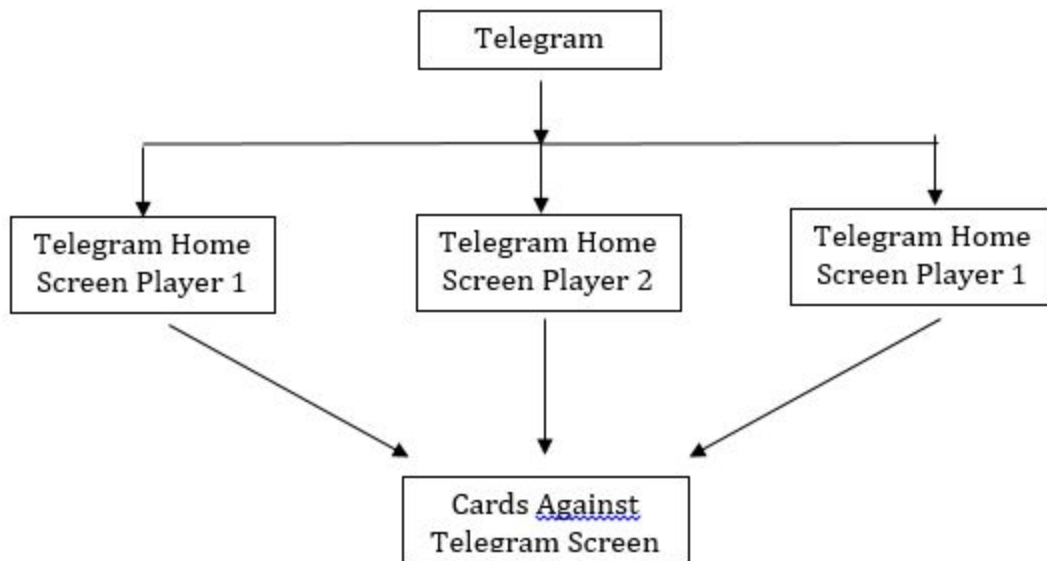 Telegram
Telegram Home
Screen Player 1
Telegram Home
Screen Player 2
Telegram Home
Screen Player 1
Cards Against
Telegram Screen